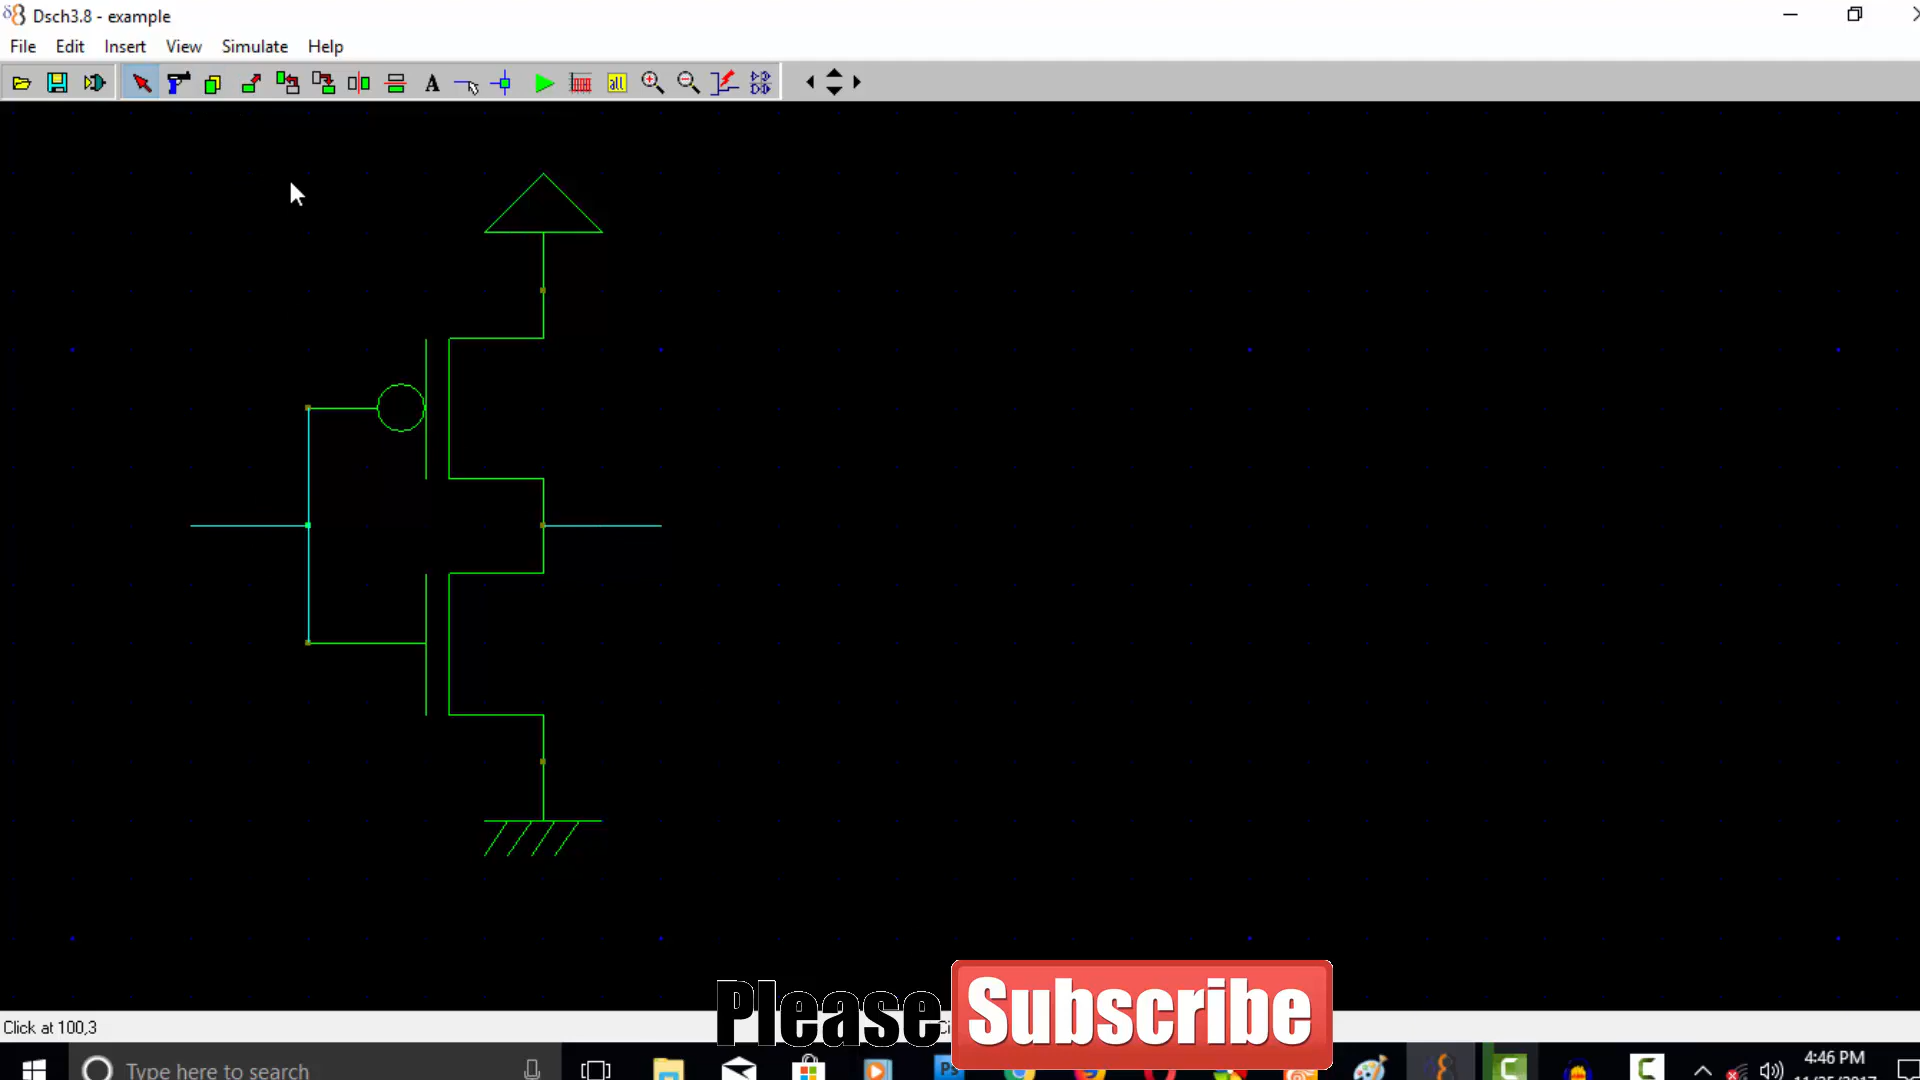 Dsch3.8 - example
File Edit Insert View Simulate Help
A all
Click at 100,3
Please Subscribe
Type here to search
4:46 PM